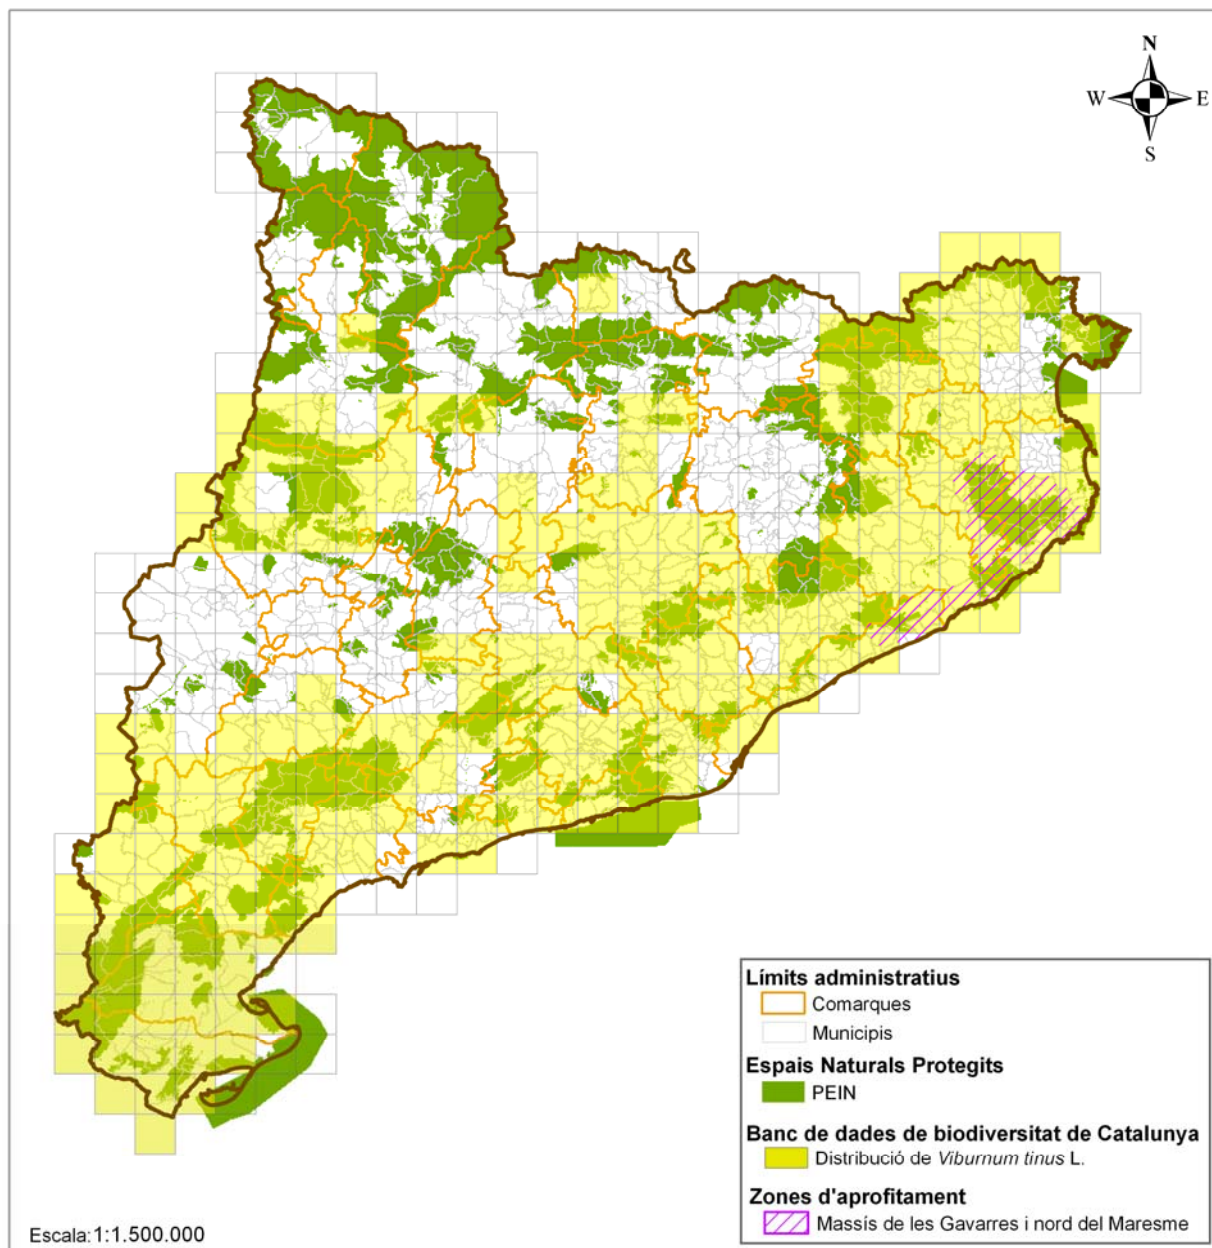 N
W E
S
Límits administratius
Comarques
Municipis
Espais Naturals Protegits
PEIN
Banc de dades de biodiversitat de Catalunya
Distribució de Viburnum tinus L.
Zones d'aprofitament
Massís de les Gavarres i nord del Maresme
Escala:1:1.500.000